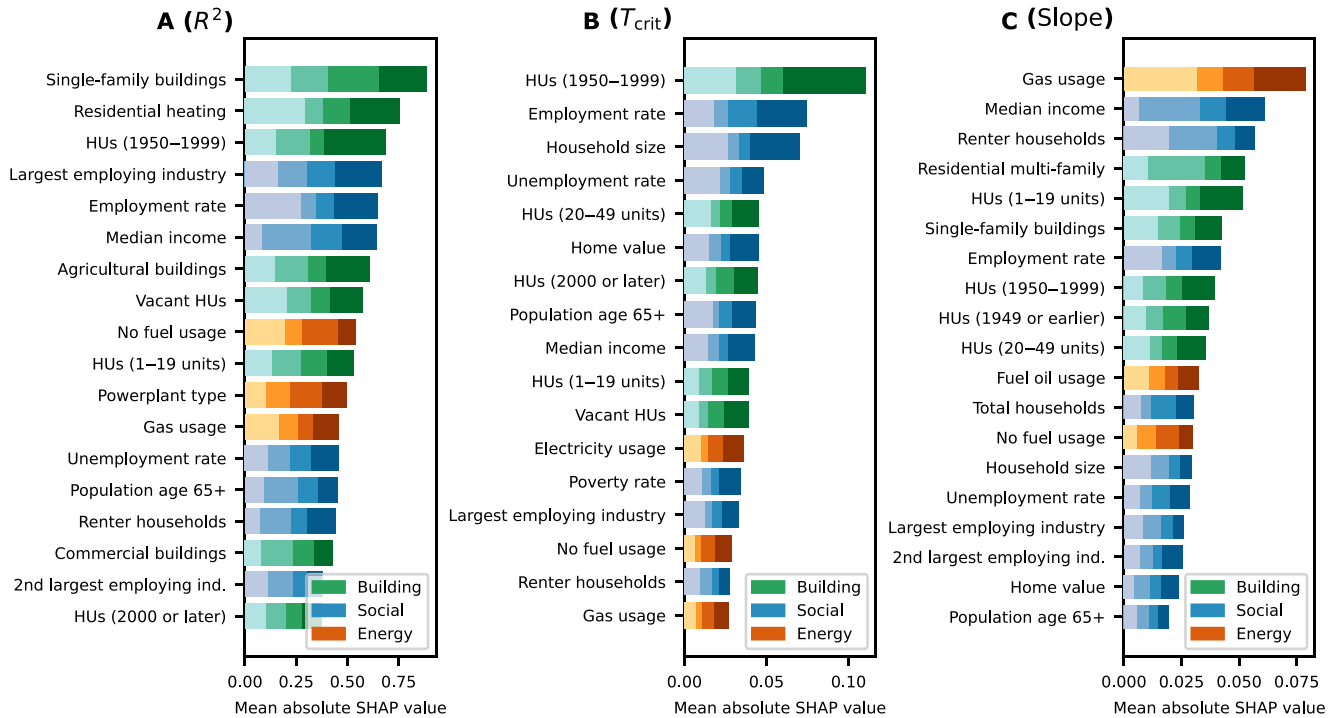 A (R²)
Single-family buildings
Residential heating
HUs (1950–1999)
Largest employing industry
Employment rate
Median income
Agricultural buildings
Vacant HUs
No fuel usage
HUs (1–19 units)
Powerplant type
Gas usage
Unemployment rate
Population age 65+
Renter households
Commercial buildings
2nd largest employing ind.
HUs (2000 or later)
Building
Social
Energy
0.00 0.25 0.50 0.75
Mean absolute SHAP value
B (T_crit)
HUs (1950–1999)
Employment rate
Household size
Unemployment rate
HUs (20–49 units)
Home value
HUs (2000 or later)
Population age 65+
Median income
HUs (1–19 units)
Vacant HUs
Electricity usage
Poverty rate
Largest employing industry
No fuel usage
Renter households
Gas usage
Building
Social
Energy
0.00 0.05 0.10
Mean absolute SHAP value
C (Slope)
Gas usage
Median income
Renter households
Residential multi-family
HUs (1–19 units)
Single-family buildings
Employment rate
HUs (1950–1999)
HUs (1949 or earlier)
HUs (20–49 units)
Fuel oil usage
Total households
No fuel usage
Household size
Unemployment rate
Largest employing industry
2nd largest employing ind.
Home value
Population age 65+
Building
Social
Energy
0.000 0.025 0.050 0.075
Mean absolute SHAP value